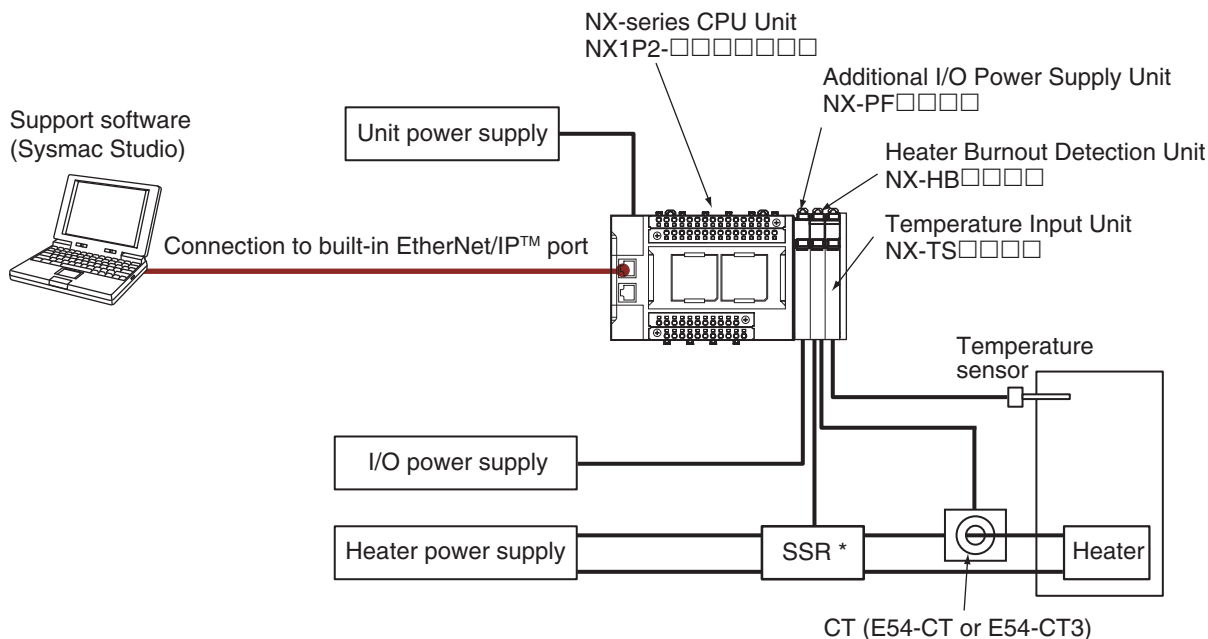 NX-series CPU Unit
NX1P2-□□□□□□□
Additional I/O Power Supply Unit
NX-PF□□□□
Support software
(Sysmac Studio)
Unit power supply
Heater Burnout Detection Unit
NX-HB□□□□
Temperature Input Unit
NX-TS□□□□
Connection to built-in EtherNet/IP™ port
Temperature
sensor
I/O power supply
Heater power supply
SSR *
Heater
CT (E54-CT or E54-CT3)